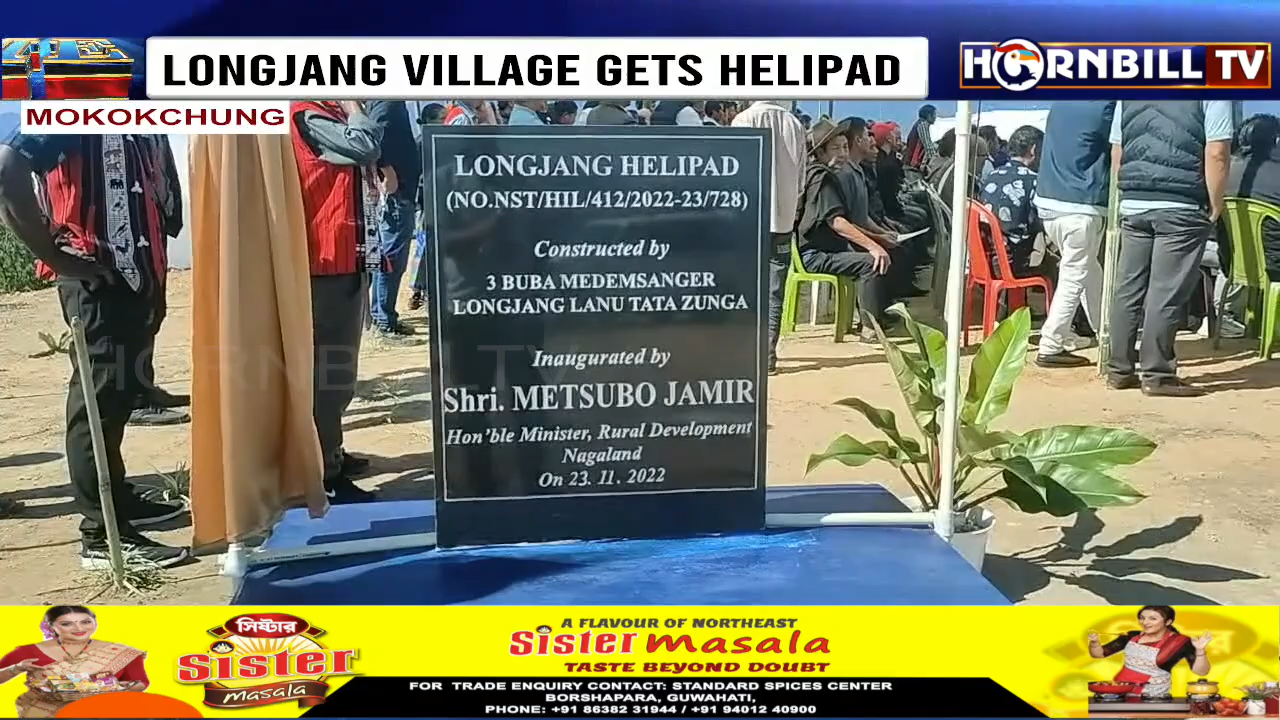 LONGJANG VILLAGE GETS HELIPAD
HORNBILL TV
MOKOKCHUNG
LONGJANG HELIPAD
(NO.NST/HIL/412/2022-23/728)
Constructed by
3 BUBA MEDEMSANGER
LONGJANG LANU TATA ZUNGA
Inaugurated by
Shri. METSUBO JAMIR
Hon'ble Minister, Rural Development
Nagaland
On 23. 11. 2022
HORNBILL TV
সিষ্টার
Sister
masala
A FLAVOUR OF NORTHEAST
Sister masala
TASTE BEYOND DOUBT
FOR TRADE ENQUIRY CONTACT: STANDARD SPICES CENTER
BORSHAPARA, GUWAHATI,
PHONE: +91 86382 31944 / +91 94012 40900